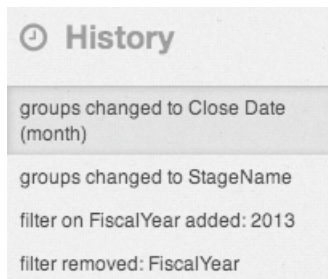 History
groups changed to Close Date
(month)
groups changed to StageName
filter on FiscalYear added: 2013
filter removed: FiscalYear